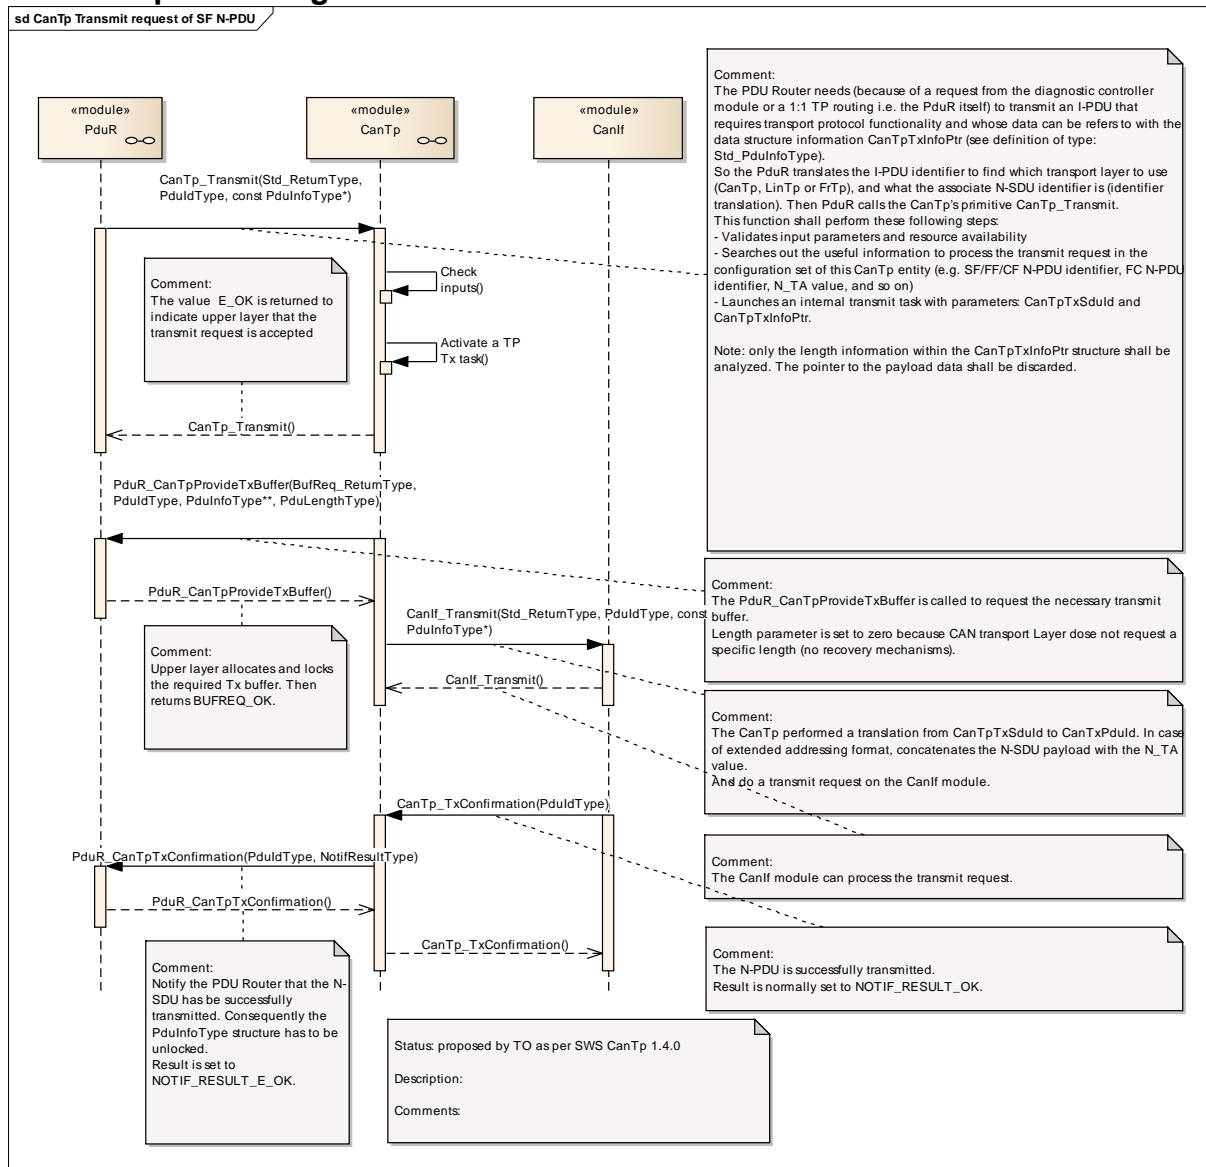 sd CanTp Transmit request of SF N-PDU
«module»
PduR
«module»
CanTp
«module»
CanIf
Comment:
The PDU Router needs (because of a request from the diagnostic controller
module or a 1:1 TP routing i.e. the PduR itself) to transmit an I-PDU that
requires transport protocol functionality and whose data can be refers to with the
data structure information CanTpTxInfoPtr (see definition of type:
Std_PduInfoType).
So the PduR translates the I-PDU identifier to find which transport layer to use
(CanTp, LinTp or FrTp), and what the associate N-SDU identifier is (identifier
translation). Then PduR calls the CanTp's primitive CanTp_Transmit.
This function shall perform these following steps:
- Validates input parameters and resource availability
- Searches out the useful information to process the transmit request in the
configuration set of this CanTp entity (e.g. SF/FF/CF N-PDU identifier, FC N-PDU
identifier, N_TA value, and so on)
- Launches an internal transmit task with parameters: CanTpTxSduId and
CanTpTxInfoPtr.
Note: only the length information within the CanTpTxInfoPtr structure shall be
analyzed. The pointer to the payload data shall be discarded.
CanTp_Transmit(Std_ReturnType,
PduIdType, const PduInfoType*)
Check
inputs()
Comment:
The value E_OK is returned to
indicate upper layer that the
transmit request is accepted
Activate a TP
Tx task()
CanTp_Transmit()
PduR_CanTpProvideTxBuffer(BufReq_ReturnType,
PduIdType, PduInfoType**, PduLengthType)
PduR_CanTpProvideTxBuffer()
Comment:
The PduR_CanTpProvideTxBuffer is called to request the necessary transmit
buffer.
Length parameter is set to zero because CAN transport Layer dose not request a
specific length (no recovery mechanisms).
CanIf_Transmit(Std_ReturnType, PduIdType, const
PduInfoType*)
Comment:
Upper layer allocates and locks
the required Tx buffer. Then
returns BUFREQ_OK.
CanIf_Transmit()
Comment:
The CanTp performed a translation from CanTpTxSduId to CanTxPduId. In case
of extended addressing format, concatenates the N-SDU payload with the N_TA
value.
And do a transmit request on the CanIf module.
CanTp_TxConfirmation(PduIdType)
PduR_CanTpTxConfirmation(PduIdType, NotifResultType)
Comment:
The CanIf module can process the transmit request.
PduR_CanTpTxConfirmation()
CanTp_TxConfirmation()
Comment:
The N-PDU is successfully transmitted.
Result is normally set to NOTIF_RESULT_OK.
Comment:
Notify the PDU Router that the N-
SDU has be successfully
transmitted. Consequently the
PduInfoType structure has to be
unlocked.
Result is set to
NOTIF_RESULT_E_OK.
Status: proposed by TO as per SWS CanTp 1.4.0
Description:
Comments: